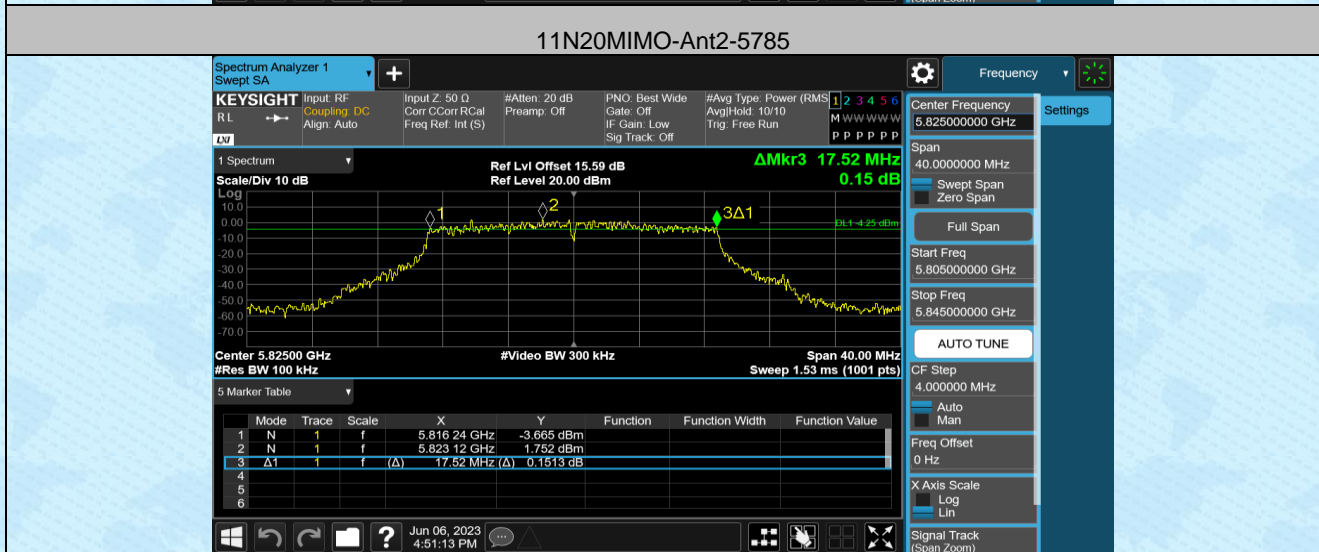 (Span Zoom)
11N20MIMO-Ant2-5785
Spectrum Analyzer 1
Swept SA
Frequency
KEYSIGHT
RL
LXI
Input: RF
Coupling: DC
Align: Auto
Input Z: 50 Ω
Corr CCorr RCal
Freq Ref: Int (S)
#Atten: 20 dB
Preamp: Off
PNO: Best Wide
Gate: Off
IF Gain: Low
Sig Track: Off
#Avg Type: Power (RMS
Avg|Hold: 10/10
Trig: Free Run
1 2 3 4 5 6
M W W W W W
P P P P P P
Center Frequency
5.825000000 GHz
Settings
Span
40.0000000 MHz
Swept Span
Zero Span
Full Span
Start Freq
5.805000000 GHz
Stop Freq
5.845000000 GHz
AUTO TUNE
CF Step
4.000000 MHz
Auto
Man
Freq Offset
0 Hz
X Axis Scale
Log
Lin
Signal Track
(Span Zoom)
1 Spectrum
Scale/Div 10 dB
Ref Lvl Offset 15.59 dB
Ref Level 20.00 dBm
ΔMkr3 17.52 MHz
0.15 dB
Log
10.0
0.00
-10.0
-20.0
-30.0
-40.0
-50.0
-60.0
-70.0
1
2
3Δ1
DL1 -4.25 dBm
Center 5.82500 GHz
#Res BW 100 kHz
#Video BW 300 kHz
Span 40.00 MHz
Sweep 1.53 ms (1001 pts)
5 Marker Table
Mode Trace Scale X Y Function Function Width Function Value
1 N 1 f 5.816 24 GHz -3.665 dBm
2 N 1 f 5.823 12 GHz 1.752 dBm
3 Δ1 1 f (Δ) 17.52 MHz (Δ) 0.1513 dB
4
5
6
Jun 06, 2023
4:51:13 PM